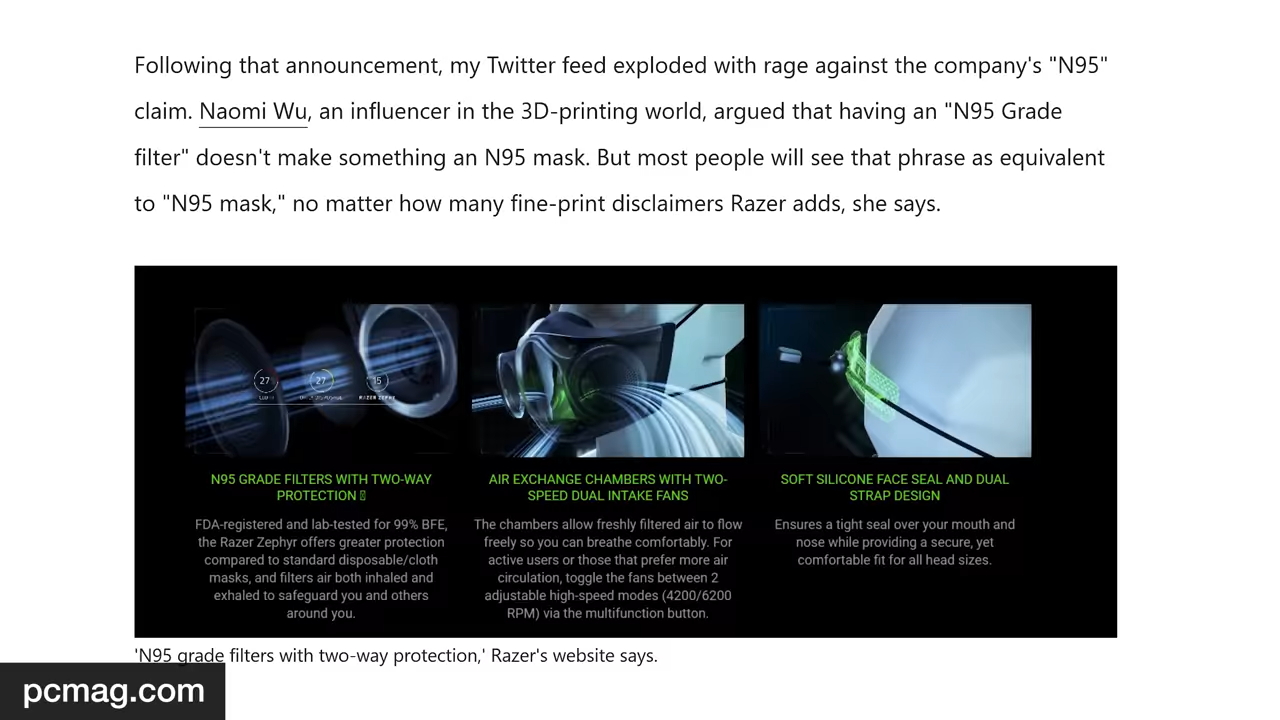 Following that announcement, my Twitter feed exploded with rage against the company's "N95"
claim. Naomi Wu, an influencer in the 3D-printing world, argued that having an "N95 Grade
filter" doesn't make something an N95 mask. But most people will see that phrase as equivalent
to "N95 mask," no matter how many fine-print disclaimers Razer adds, she says.
27
27
RAZER ZEPHYR
N95 GRADE FILTERS WITH TWO-WAY
PROTECTION
FDA-registered and lab-tested for 99% BFE,
the Razer Zephyr offers greater protection
compared to standard disposable/cloth
masks, and filters air both inhaled and
exhaled to safeguard you and others
around you.
AIR EXCHANGE CHAMBERS WITH TWO-
SPEED DUAL INTAKE FANS
The chambers allow freshly filtered air to flow
freely so you can breathe comfortably. For
active users or those that prefer more air
circulation, toggle the fans between 2
adjustable high-speed modes (4200/6200
RPM) via the multifunction button.
SOFT SILICONE FACE SEAL AND DUAL
STRAP DESIGN
Ensures a tight seal over your mouth and
nose while providing a secure, yet
comfortable fit for all head sizes.
'N95 grade filters with two-way protection,' Razer's website says.
pcmag.com